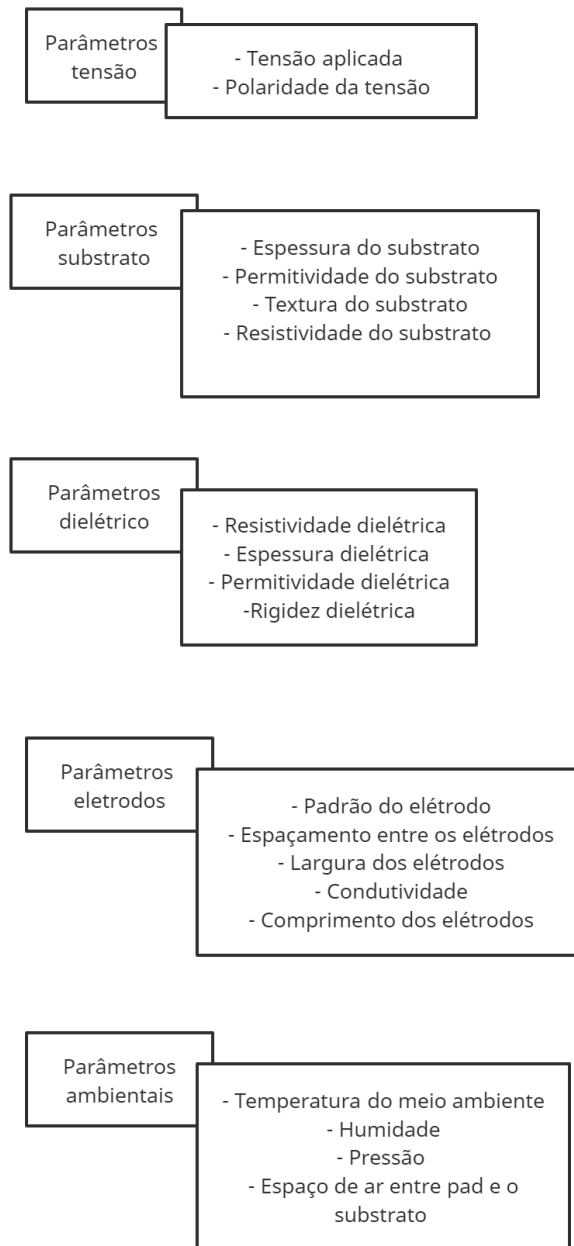 Parâmetros
tensão
- Tensão aplicada
- Polaridade da tensão
Parâmetros
substrato
- Espessura do substrato
- Permitividade do substrato
- Textura do substrato
- Resistividade do substrato
Parâmetros
dielétrico
- Resistividade dielétrica
- Espessura dielétrica
- Permitividade dielétrica
-Rigidez dielétrica
Parâmetros
eletrodos
- Padrão do elétrodo
- Espaçamento entre os elétrodos
- Largura dos elétrodos
- Condutividade
- Comprimento dos elétrodos
Parâmetros
ambientais
- Temperatura do meio ambiente
- Humidade
- Pressão
- Espaço de ar entre pad e o
substrato